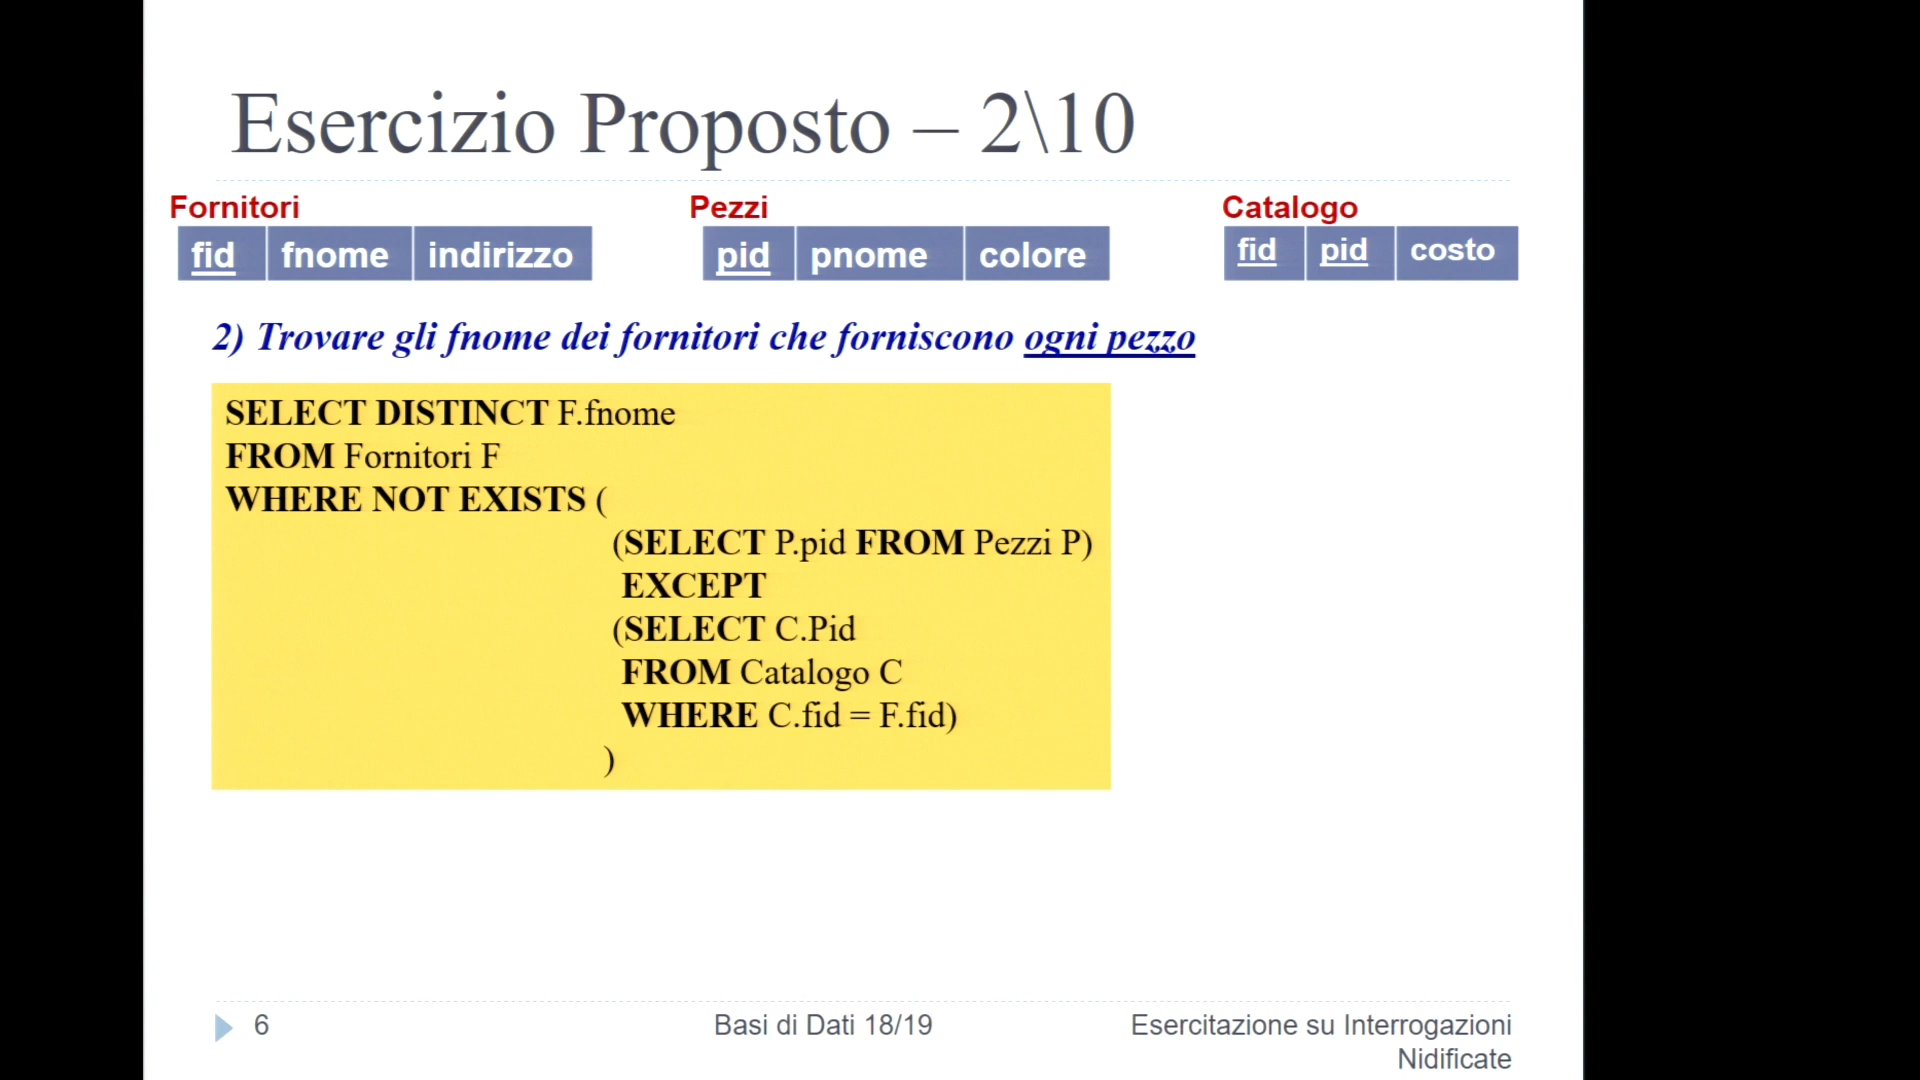 Esercizio Proposto – 2\10
Fornitori
fid fnome indirizzo
Pezzi
pid pnome colore
Catalogo
fid pid costo
2) Trovare gli fnome dei fornitori che forniscono ogni pezzo
SELECT DISTINCT F.fnome
FROM Fornitori F
WHERE NOT EXISTS (
(SELECT P.pid FROM Pezzi P)
EXCEPT
(SELECT C.Pid
FROM Catalogo C
WHERE C.fid = F.fid)
)
6
Basi di Dati 18/19
Esercitazione su Interrogazioni
Nidificate